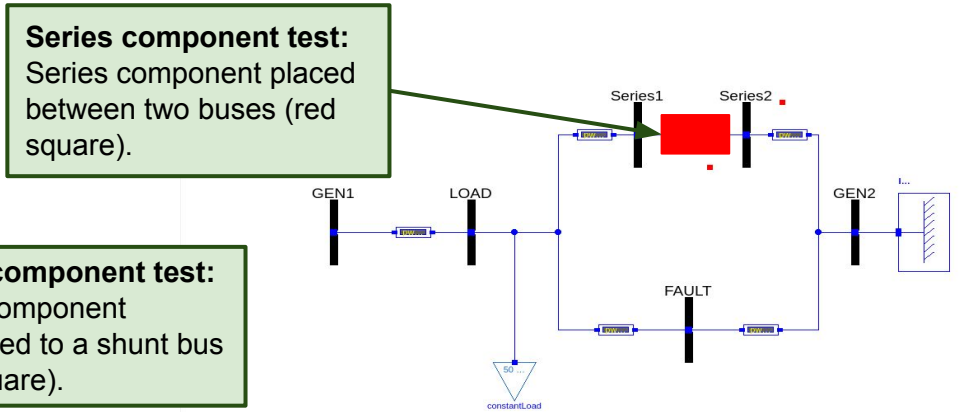 Series component test:
Series component placed
between two buses (red
square).
Series1
Series2
I...
GEN1
LOAD
GEN2
component test:
omponent
ed to a shunt bus
uare).
FAULT
50 ...
constantLoad